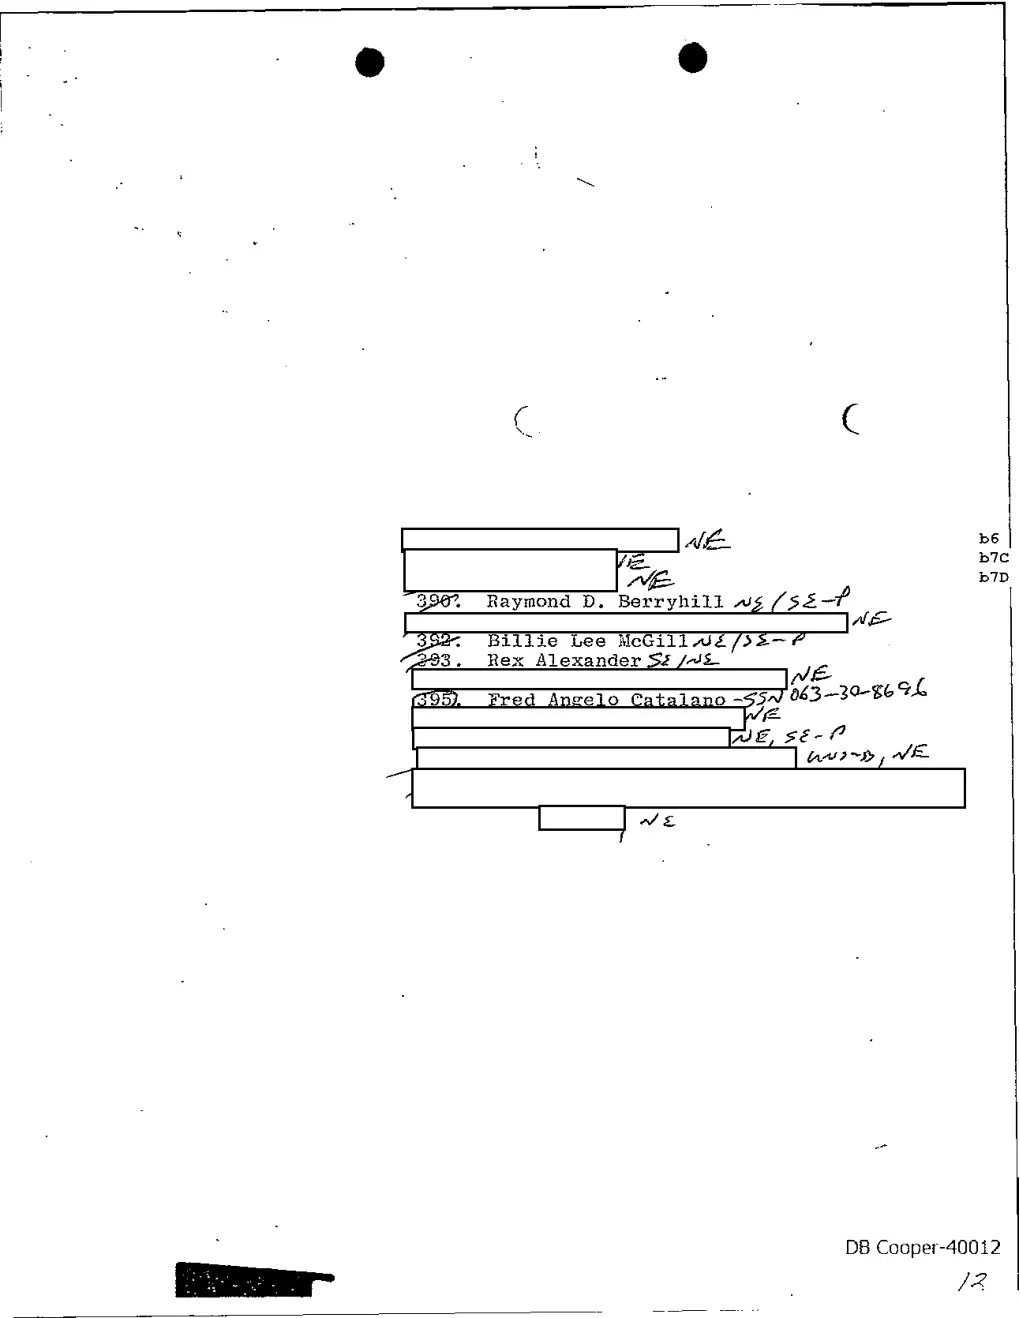 NE
b6
NE
b7C
NE
b7D
390. Raymond D. Berryhill NE / SE-P
NE
392. Billie Lee McGill NE / SE-P
393. Rex Alexander SE / NE
NE
395. Fred Angelo Catalano - SSN 063-30-8696
NE
NE, SE-P
NE
NE
DB Cooper-40012
12